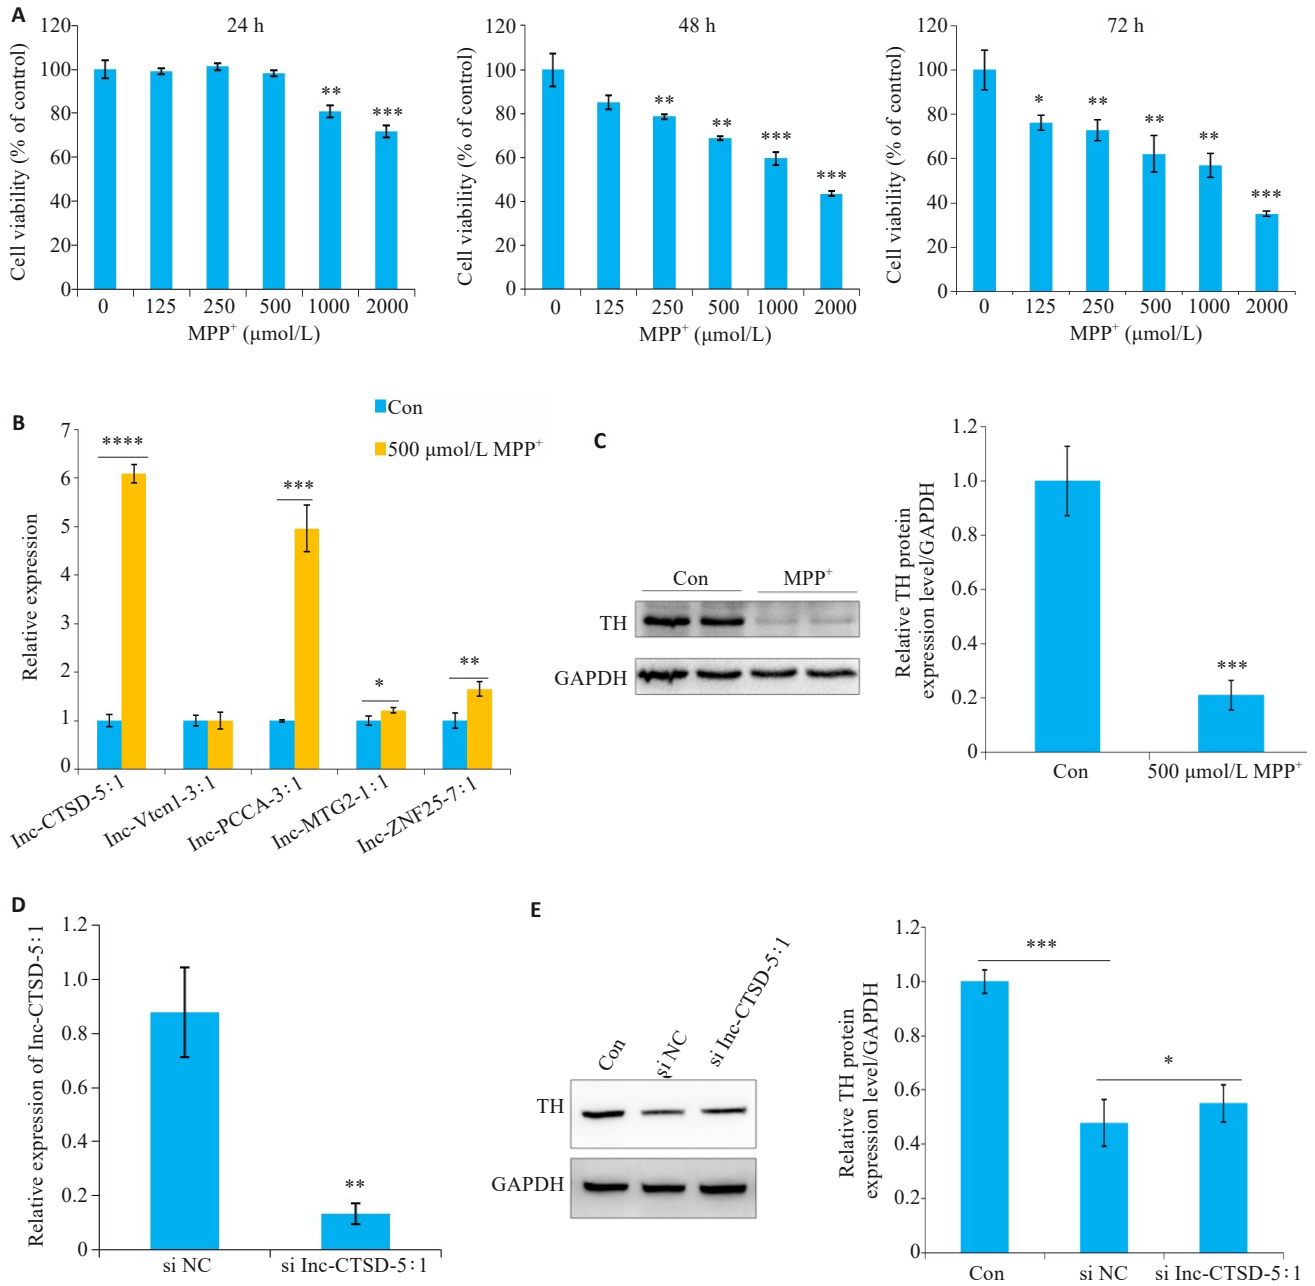 A
24 h
Cell viability (% of control)
120
100
80
60
40
20
0
**
***
0 125 250 500 1000 2000
MPP⁺ (μmol/L)
48 h
Cell viability (% of control)
120
100
80
60
40
20
0
**
**
***
***
0 125 250 500 1000 2000
MPP⁺ (μmol/L)
72 h
Cell viability (% of control)
120
100
80
60
40
20
0
*
**
**
**
***
0 125 250 500 1000 2000
MPP⁺ (μmol/L)
B
Con
500 μmol/L MPP⁺
Relative expression
7
6
5
4
3
2
1
0
****
***
*
**
lnc-CTSD-5:1
lnc-Vtcn1-3:1
lnc-PCCA-3:1
lnc-MTG2-1:1
lnc-ZNF25-7:1
C
Con MPP⁺
TH
GAPDH
Relative TH protein
expression level/GAPDH
1.2
1.0
0.8
0.6
0.4
0.2
0
***
Con 500 μmol/L MPP⁺
D
Relative expression of lnc-CTSD-5:1
1.2
1.0
0.8
0.6
0.4
0.2
0
**
si NC si lnc-CTSD-5:1
E
Con
si NC
si lnc-CTSD-5:1
TH
GAPDH
Relative TH protein
expression level/GAPDH
1.2
1.0
0.8
0.6
0.4
0.2
0
***
*
Con si NC si lnc-CTSD-5:1